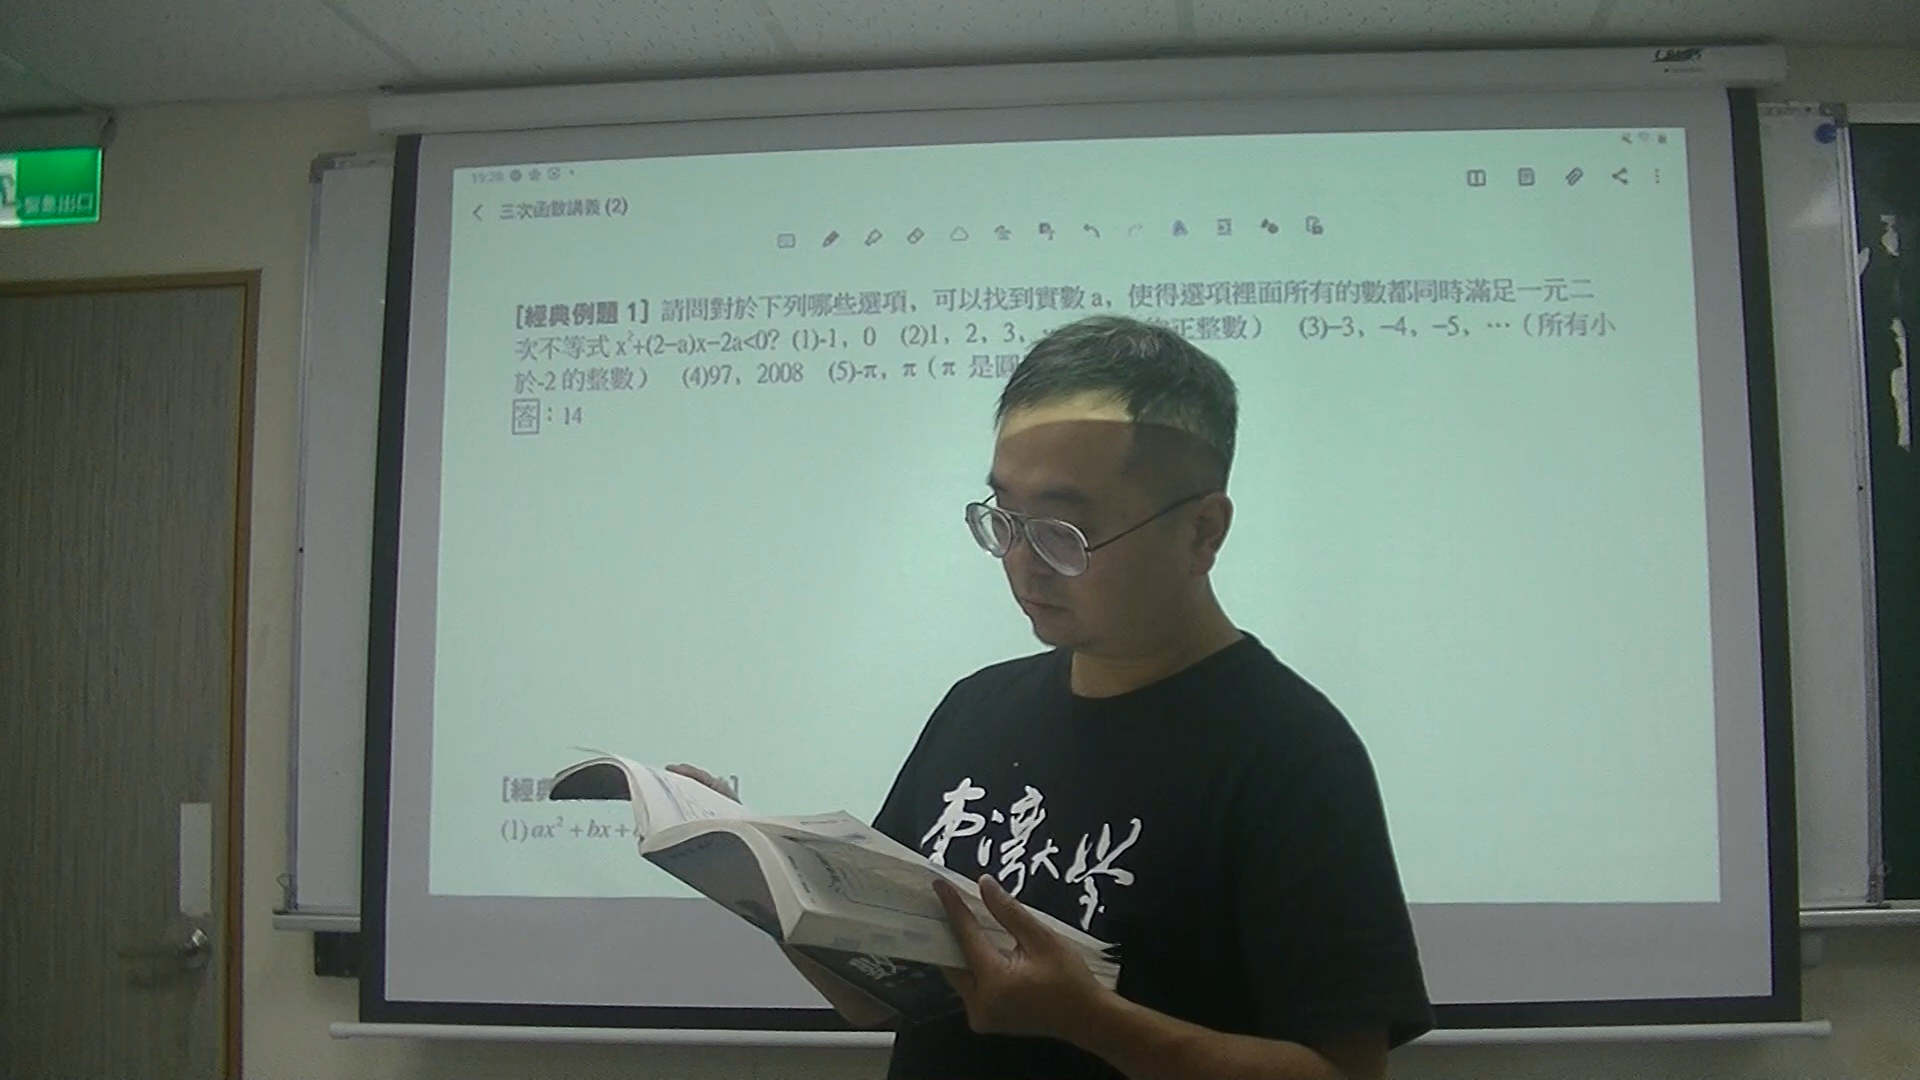 緊急出口
19:28
三次函數講義 (2)
[經典例題 1] 請問對於下列哪些選項，可以找到實數 a，使得選項裡面所有的數都同時滿足一元二
次不等式 x²+(2−a)x−2a<0? (1)-1，0 (2)1，2，3， 正整數） (3)−3，−4，−5，⋯（所有小
於-2 的整數） (4)97，2008 (5)-π，π（π 是圓
答：14
[經典 ]
(1) ax² + bx +
臺灣大學
數